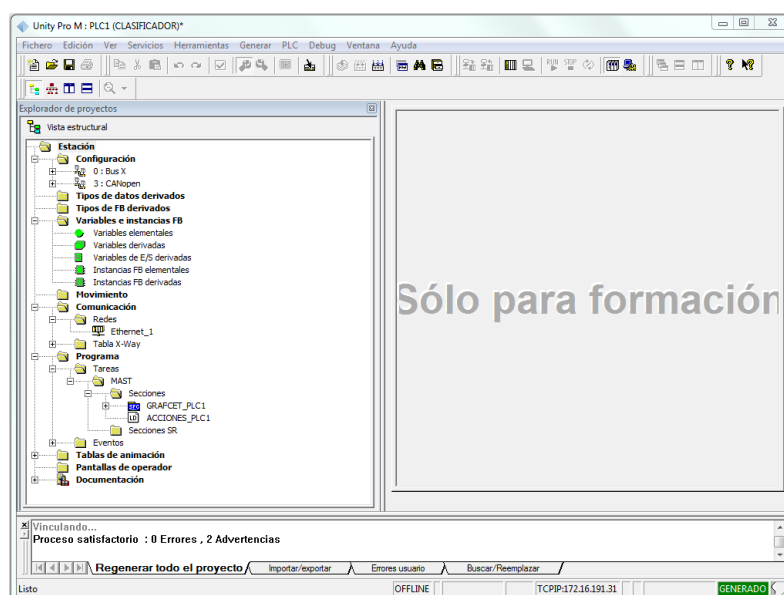 Unity Pro M : PLC1 (CLASIFICADOR)*
Fichero Edición Ver Servicios Herramientas Generar PLC Debug Ventana Ayuda
RUN STOP
Explorador de proyectos
Vista estructural
Estación
Configuración
0 : Bus X
3 : CANopen
Tipos de datos derivados
Tipos de FB derivados
Variables e instancias FB
Variables elementales
Variables derivadas
Variables de E/S derivadas
Instancias FB elementales
Instancias FB derivadas
Movimiento
Comunicación
Redes
Ethernet_1
Tabla X-Way
Programa
Tareas
MAST
Secciones
SFC GRAFCET_PLC1
LD ACCIONES_PLC1
Secciones SR
Eventos
Tablas de animación
Pantallas de operador
Documentación
Sólo para formación
Vinculando...
Proceso satisfactorio : 0 Errores , 2 Advertencias
Regenerar todo el proyecto Importar/exportar Errores usuario Buscar/Reemplazar
Listo OFFLINE TCPIP:172.16.191.31 GENERADO